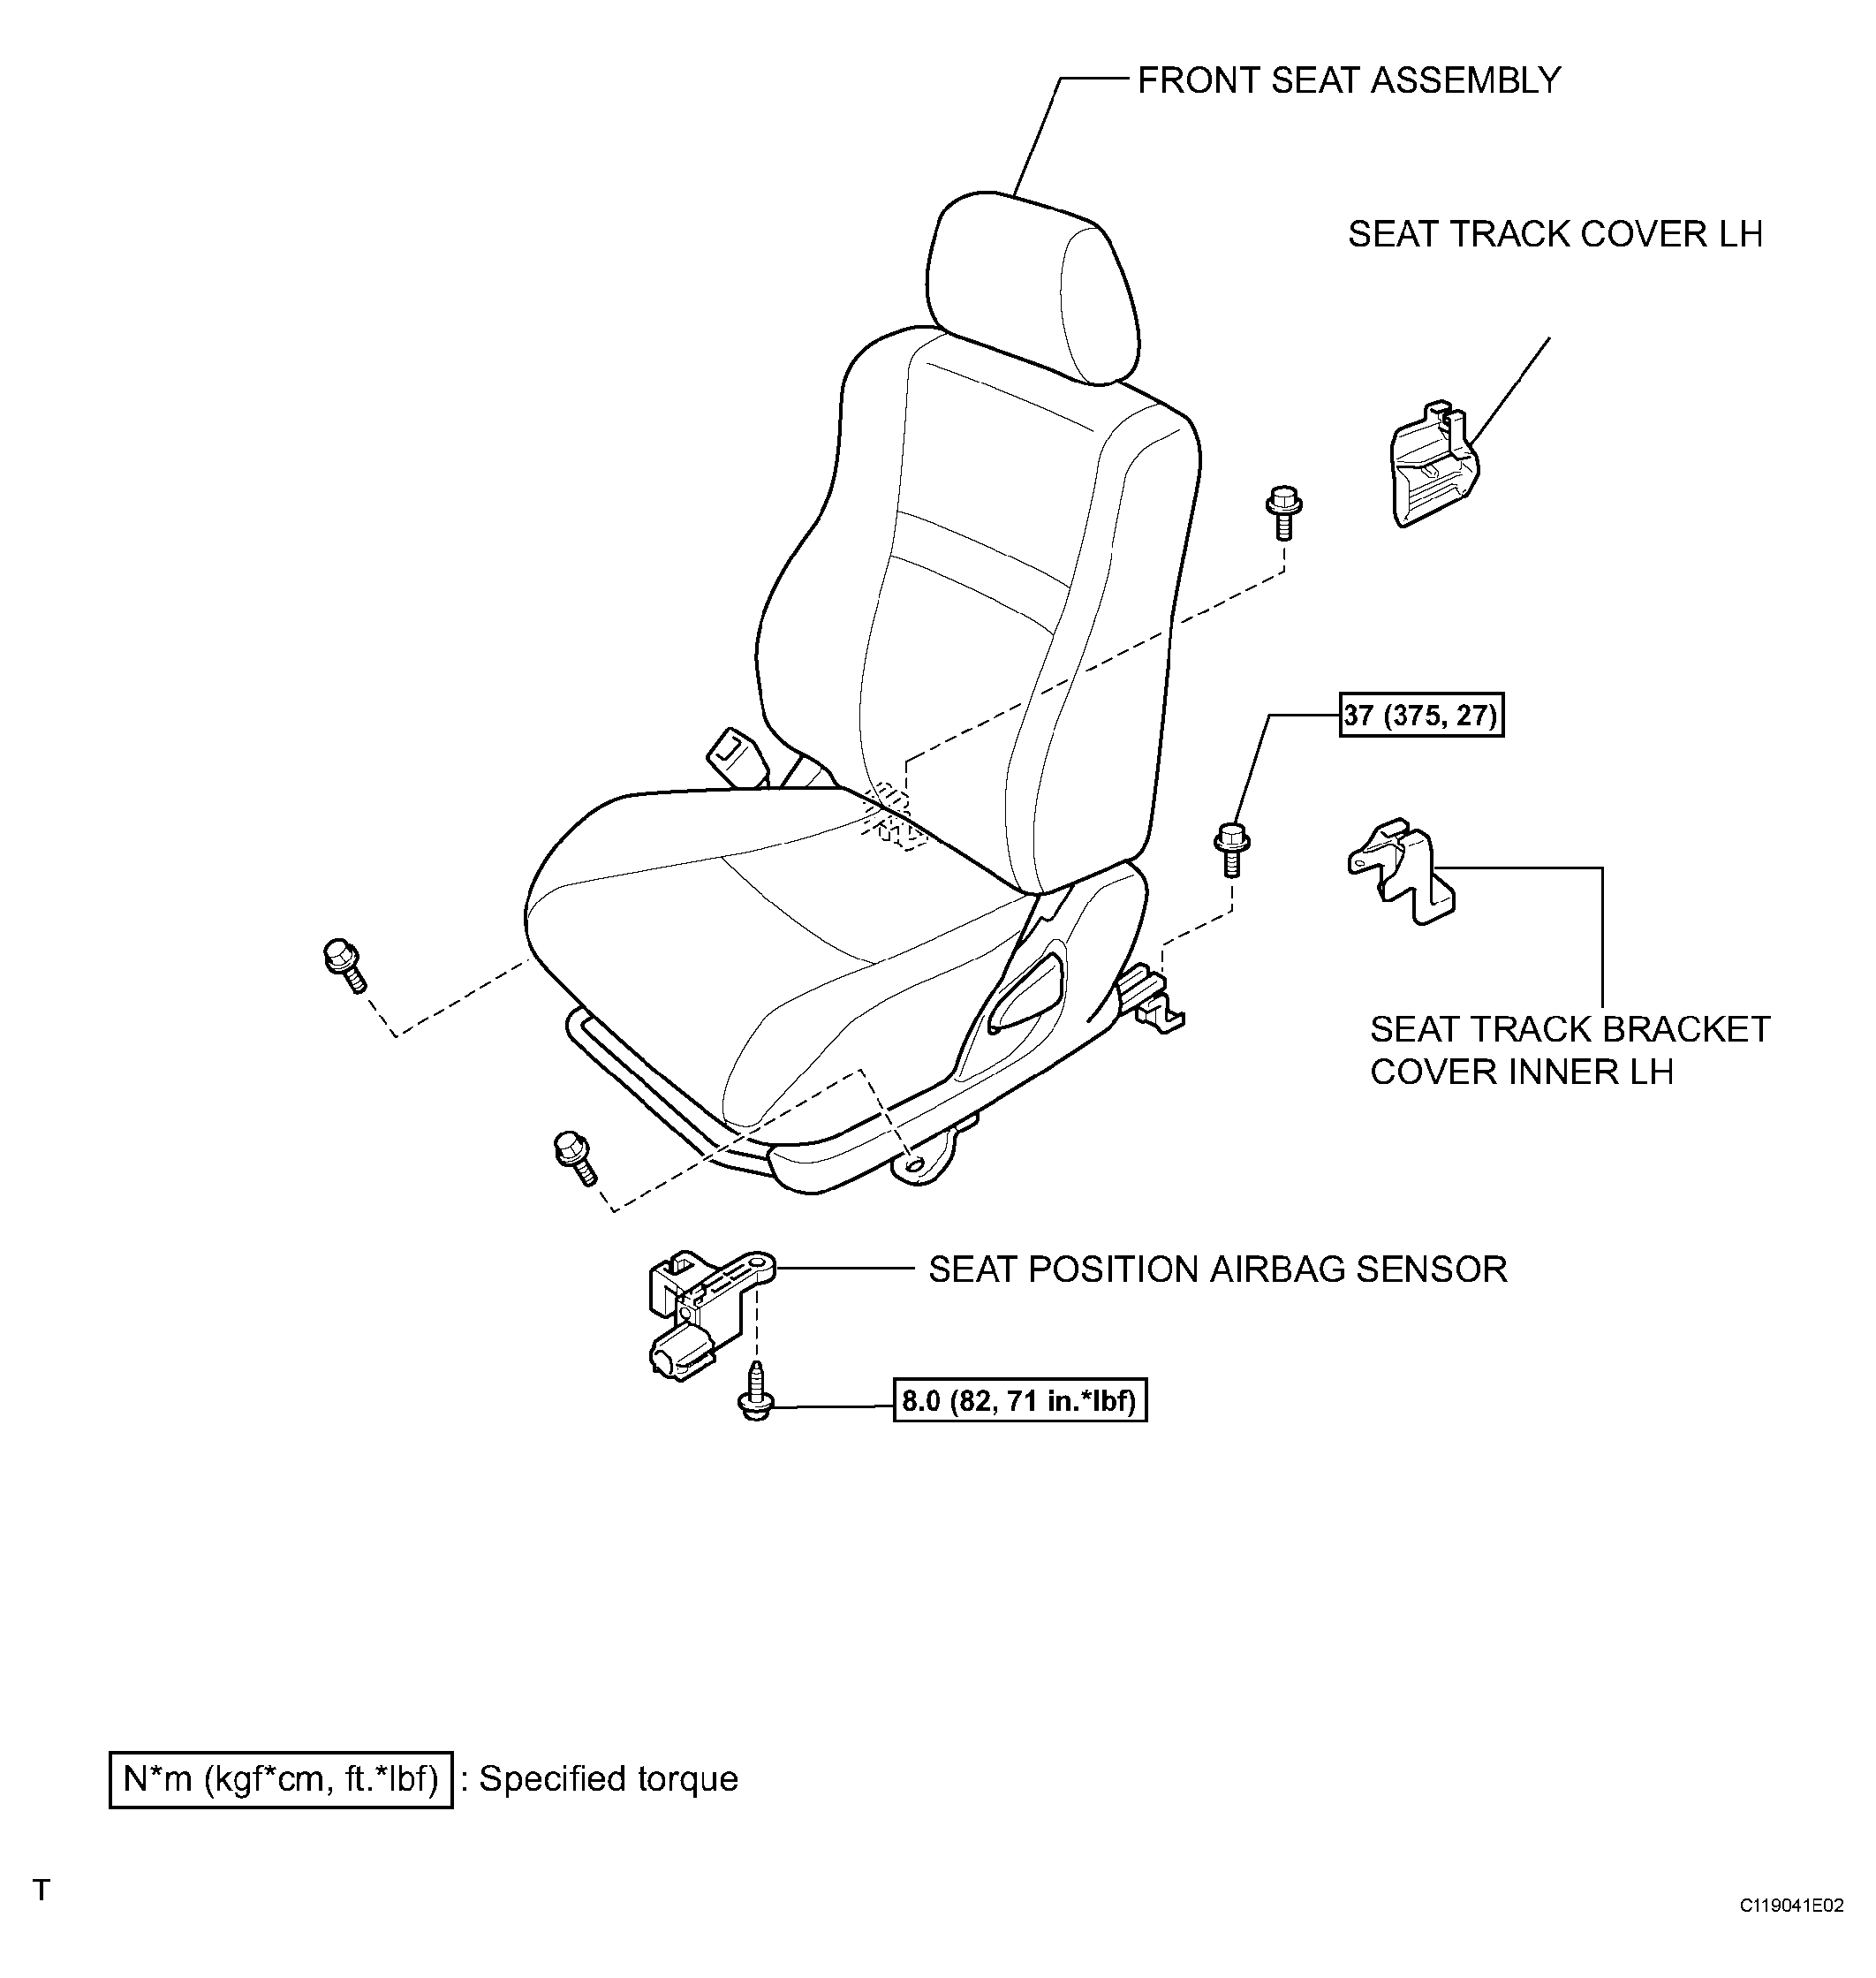 FRONT SEAT ASSEMBLY
SEAT TRACK COVER LH
37 (375, 27)
SEAT TRACK BRACKET
COVER INNER LH
SEAT POSITION AIRBAG SENSOR
8.0 (82, 71 in.*lbf)
N*m (kgf*cm, ft.*lbf) : Specified torque
T
C119041E02